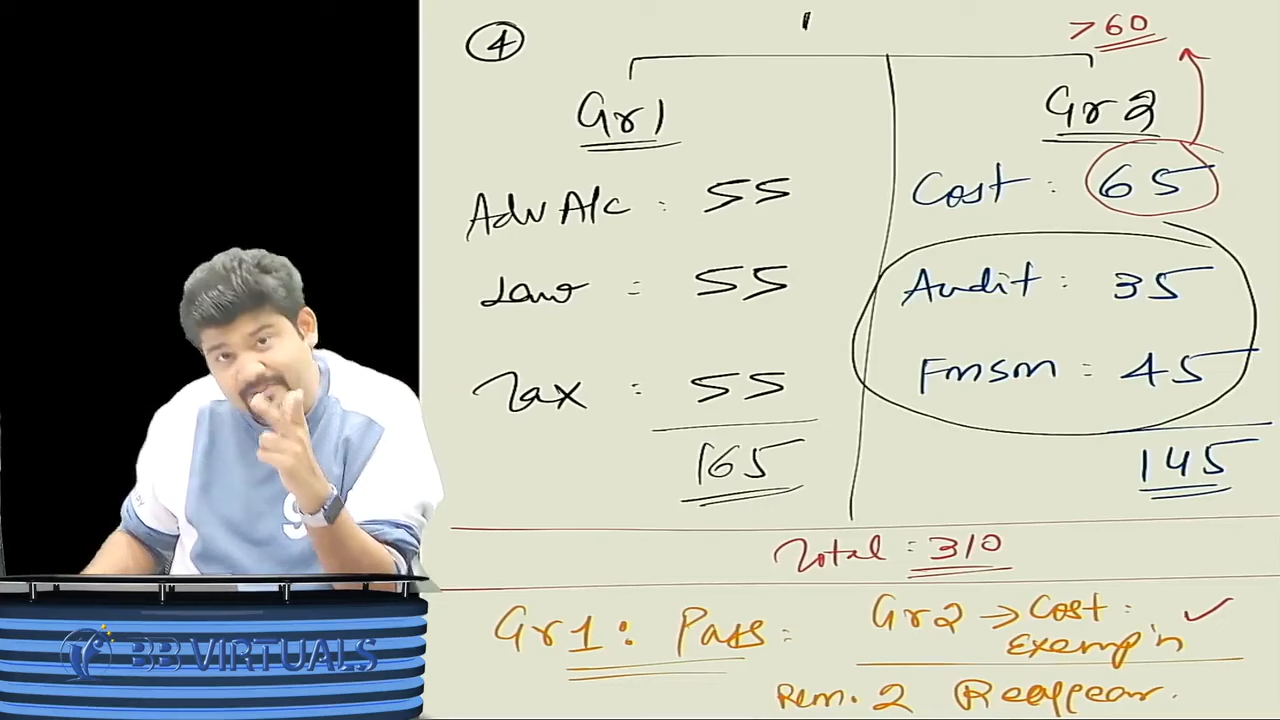 4
>60
Gr1
Gr2
Adv A/c : 55
Cost : 65
Law : 55
Audit : 35
Tax : 55
Fmsm : 45
165
145
Total : 310
Gr1 : Pass :
Gr2 → Cost : ✓
Exemp'n
Rem. 2 Reappear.
BB VIRTUALS
9